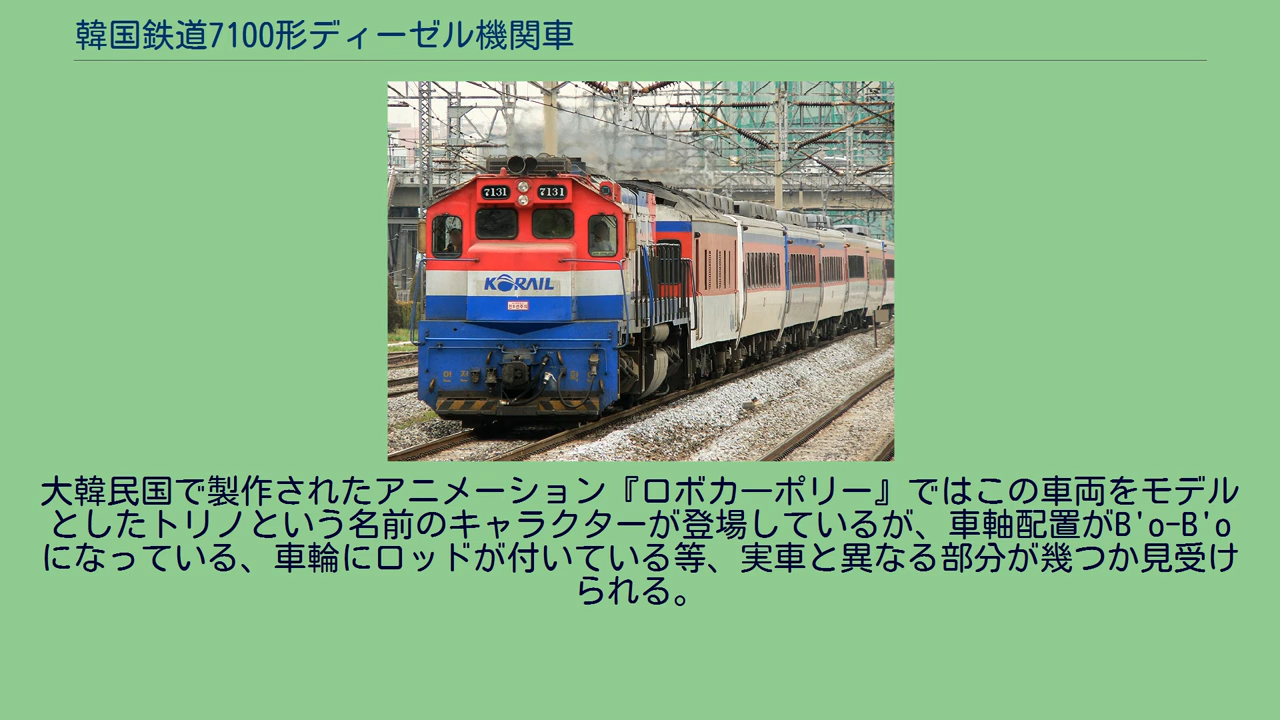 韓国鉄道7100形ディーゼル機関車
7131 7131
KORAIL
大韓民国で製作されたアニメーション『ロボカーポリー』ではこの車両をモデル
としたトリノという名前のキャラクターが登場しているが、車軸配置がB'o-B'o
になっている、車輪にロッドが付いている等、実車と異なる部分が幾つか見受け
られる。